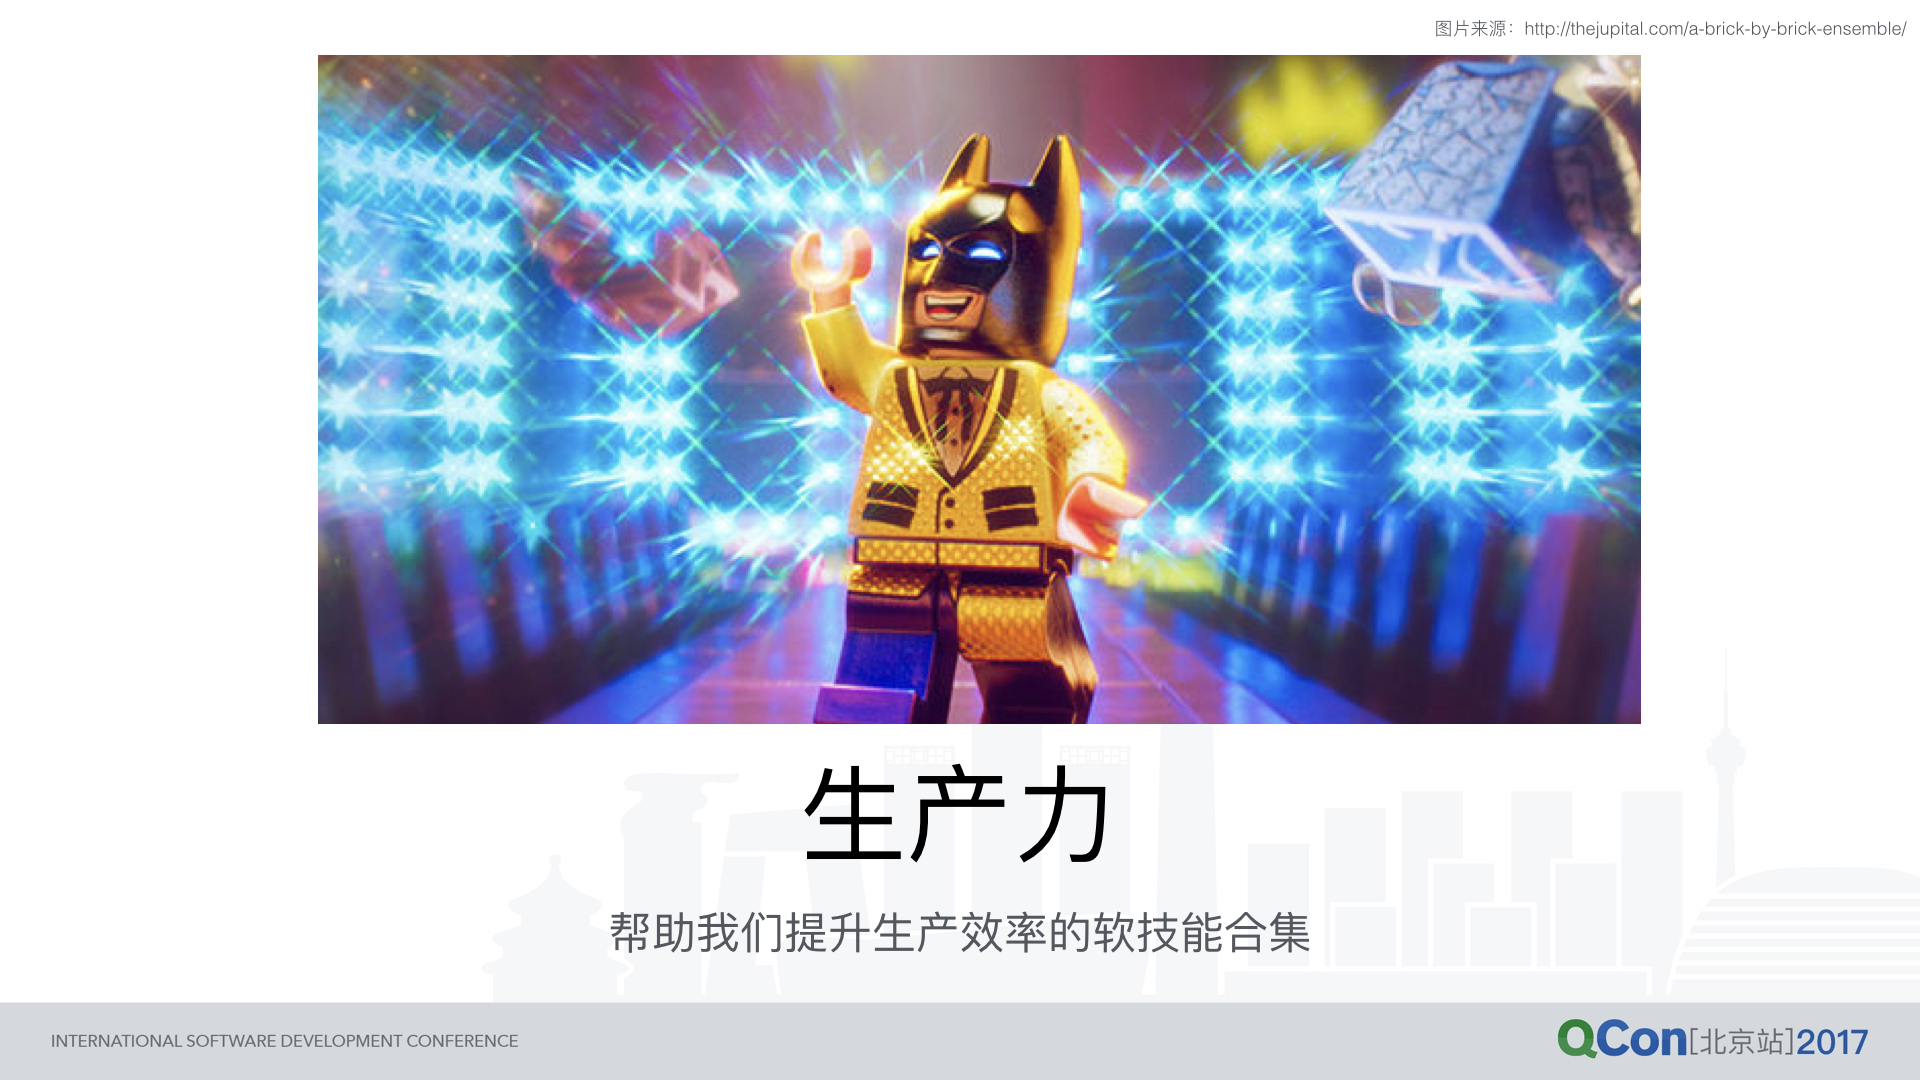 图片来源：http://thejupital.com/a-brick-by-brick-ensemble/
生产力
帮助我们提升生产效率的软技能合集
INTERNATIONAL SOFTWARE DEVELOPMENT CONFERENCE
QCon[北京站]2017